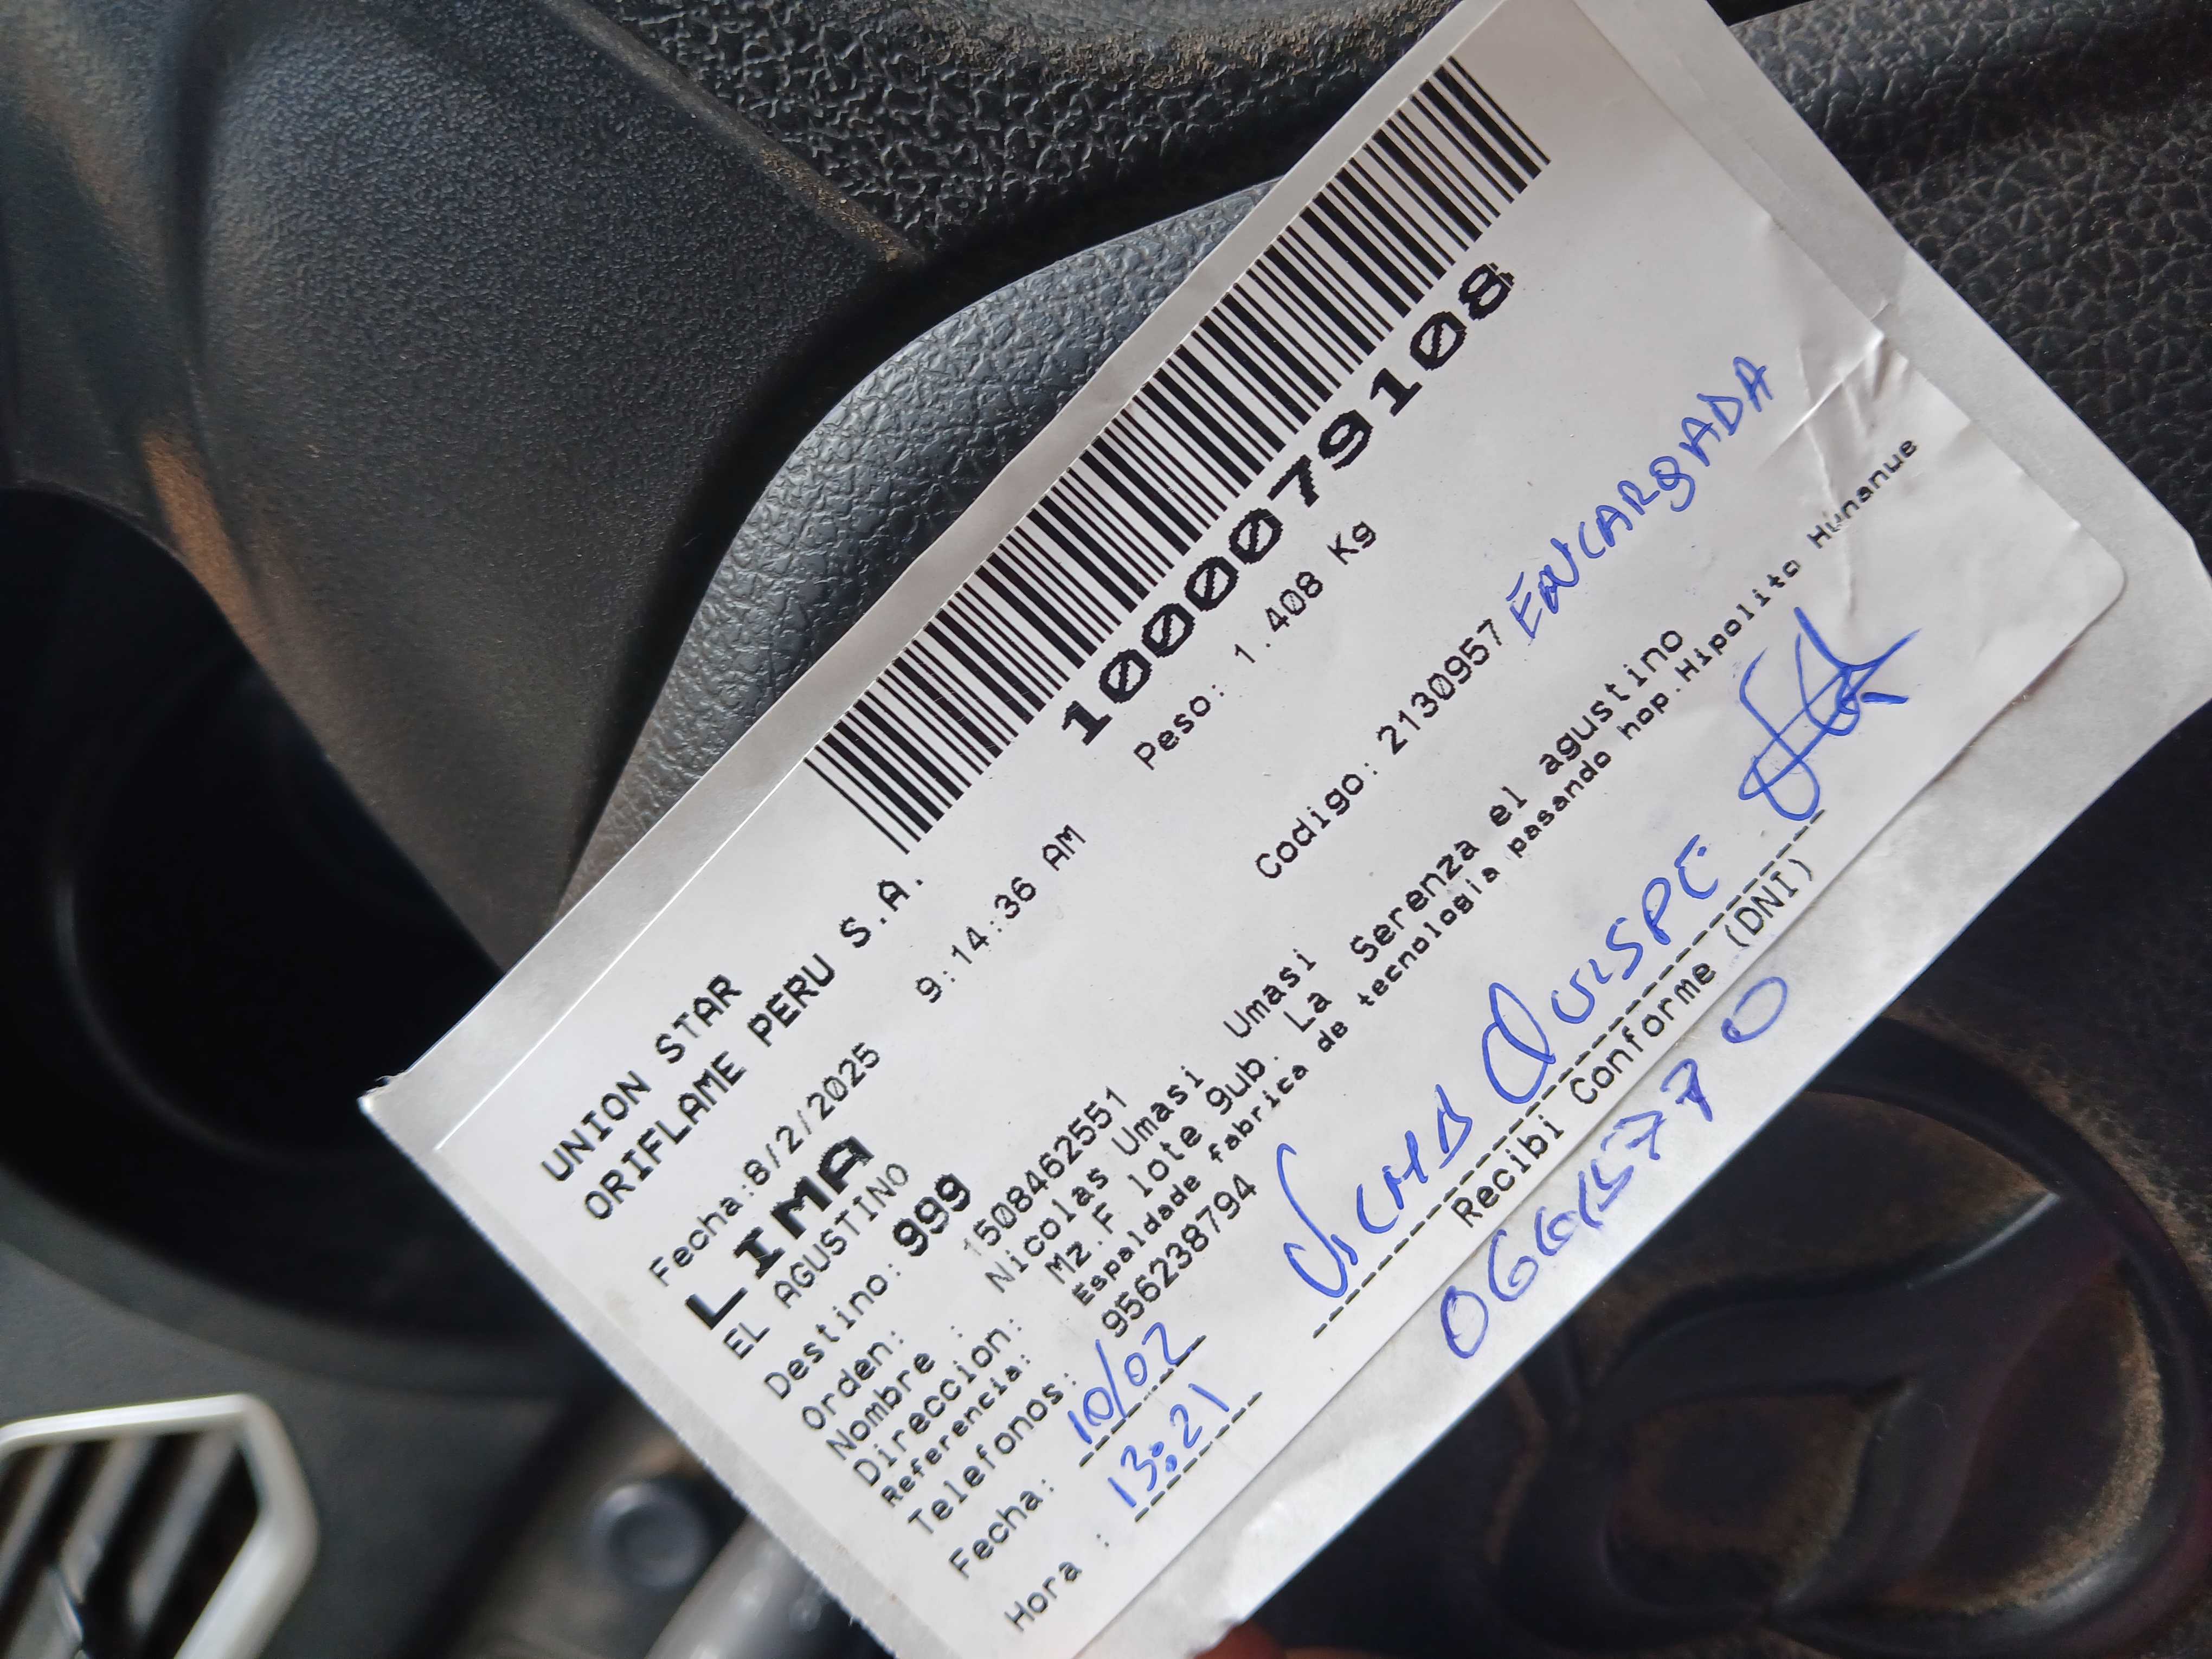 10000791108
UNION STAR
ORIFLAME PERU S.A.
Peso: 1.408 Kg
Fecha:8/2/2025 9:14:36 AM
LIMA
EL AGUSTINO
Destino: 999
Codigo: 2130957 ENCARGADA
Orden: 1508462551
Nombre : Nicolas Umasi Umasi
Direccion: Mz.F lote 9ub. La Serenza el agustino
Referencia: Espaldade fabrica de tecnologia pasando hop.Hipolito Hunanue
Telefonos: 956238794
Fecha: 10/02
QUISPE
Hora : 13:21
Recibi Conforme (DNI)